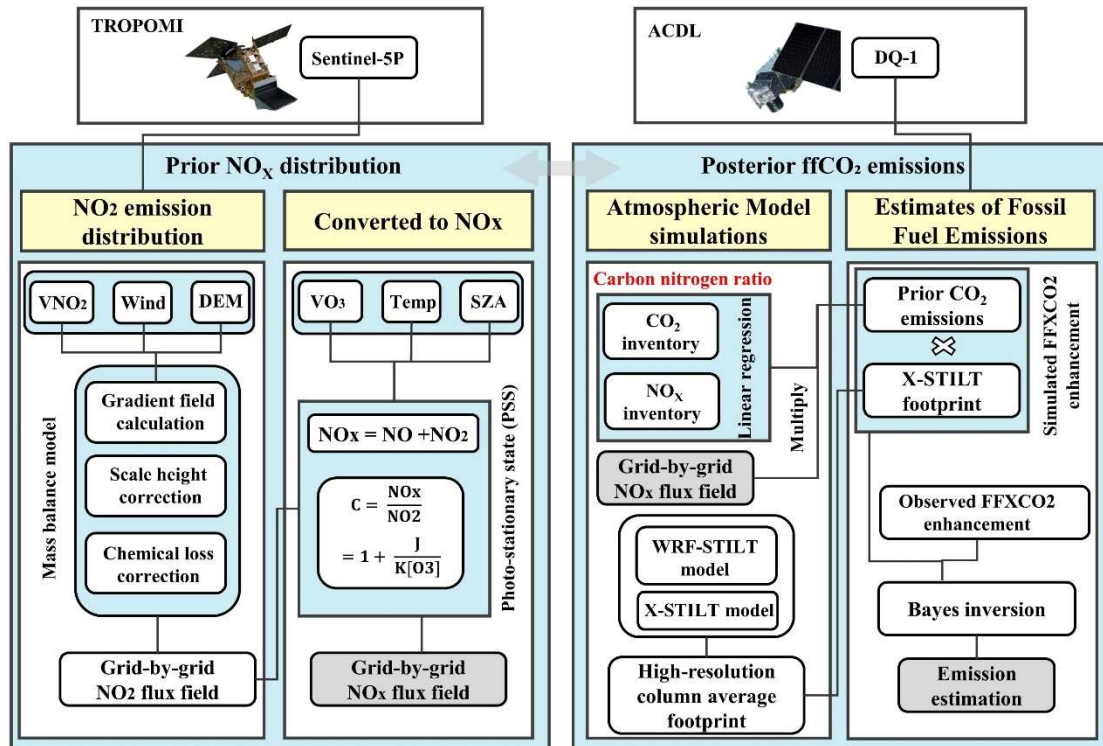 TROPOMI
Sentinel-5P
ACDL
DQ-1
Prior NOX distribution
NO2 emission
distribution
Converted to NOx
VNO2
Wind
DEM
Mass balance model
Gradient field
calculation
Scale height
correction
Chemical loss
correction
Grid-by-grid
NO2 flux field
VO3
Temp
SZA
NOx = NO +NO2
C = NOx / NO2
= 1 + J / K[O3]
Photo-stationary state (PSS)
Grid-by-grid
NOx flux field
Posterior ffCO₂ emissions
Atmospheric Model
simulations
Estimates of Fossil
Fuel Emissions
Carbon nitrogen ratio
CO2
inventory
NOX
inventory
Linear regression
Multiply
Grid-by-grid
NOx flux field
WRF-STILT
model
X-STILT model
High-resolution
column average
footprint
Prior CO2
emissions
X-STILT
footprint
Simulated FFXCO2
enhancement
Observed FFXCO2
enhancement
Bayes inversion
Emission
estimation